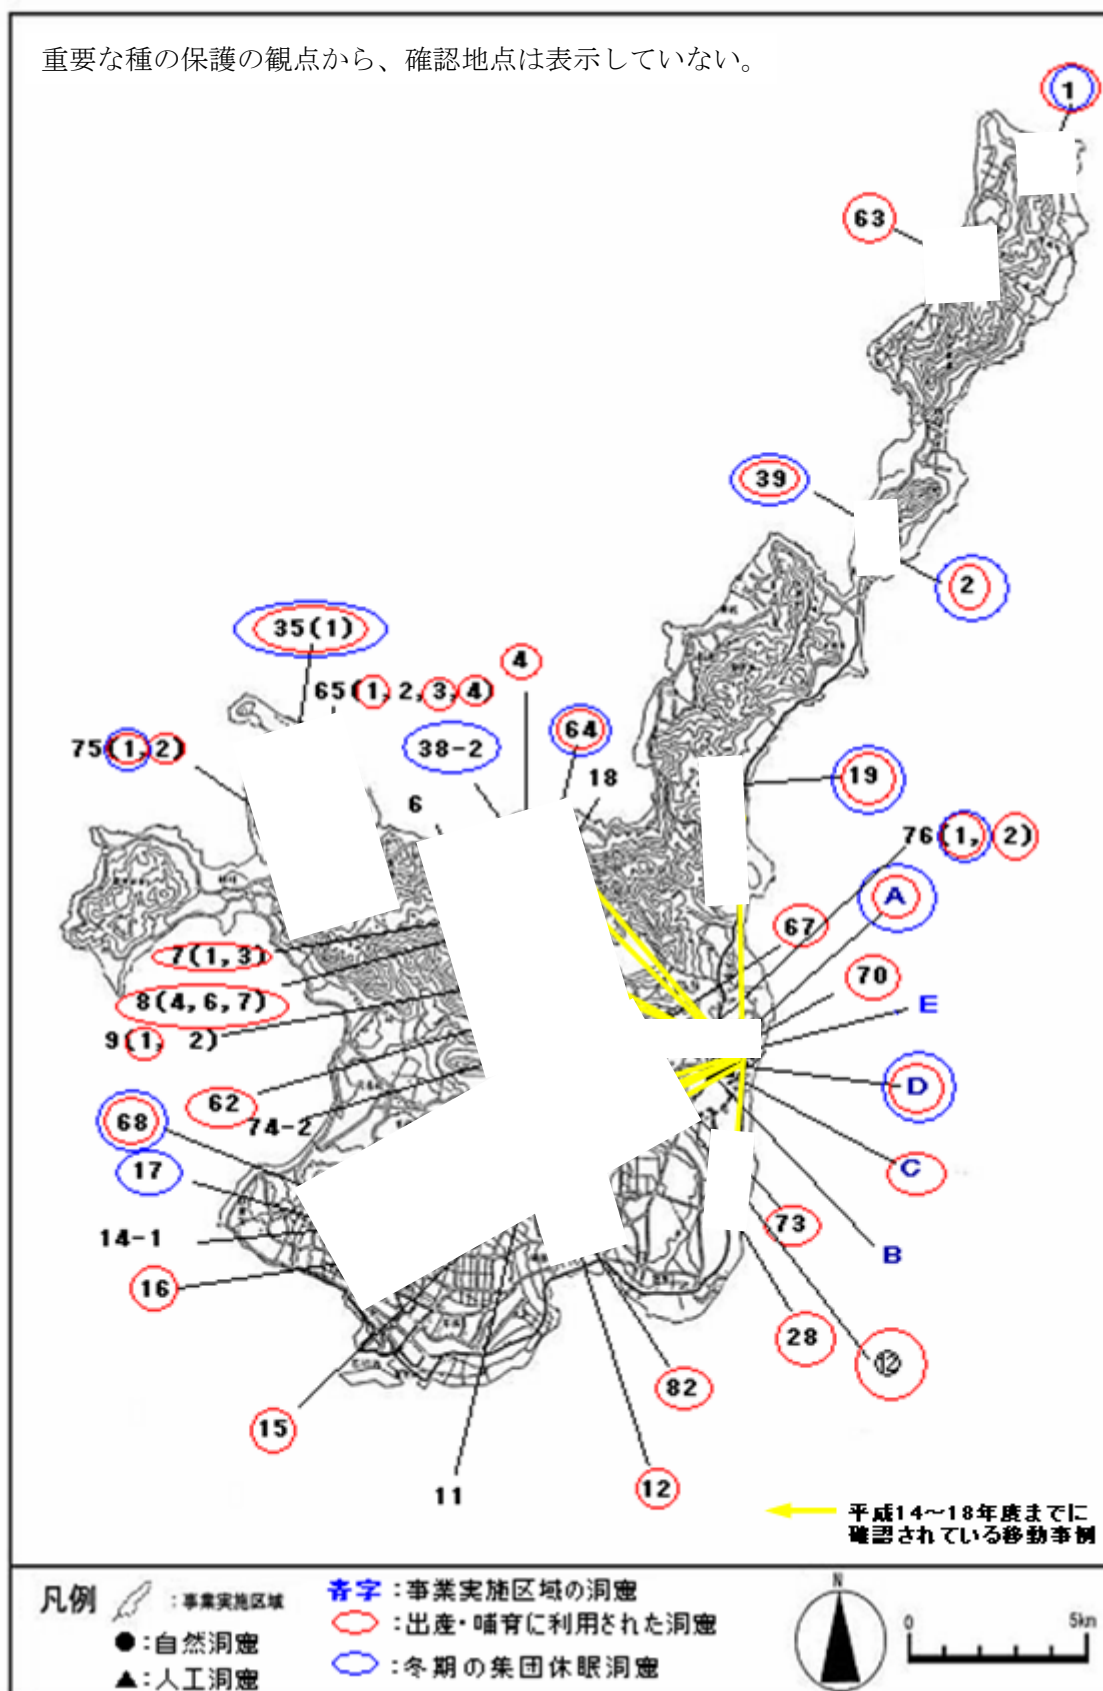 重要な種の保護の観点から、確認地点は表示していない。
1
63
39
2
35(1)
4
65(1, 2, 3, 4)
64
38-2
75(1, 2)
18
19
6
76(1, 2)
A
67
7(1, 3)
70
8(4, 6, 7)
E
9(1, 2)
D
62
68
74-2
17
C
73
14-1
B
16
28
⑫
82
15
12
11
平成14~18年度までに
確認されている移動事例
凡例
:事業実施区域
●:自然洞窟
▲:人工洞窟
青字:事業実施区域の洞窟
:出産・哺育に利用された洞窟
:冬期の集団休眠洞窟
N
0 5km